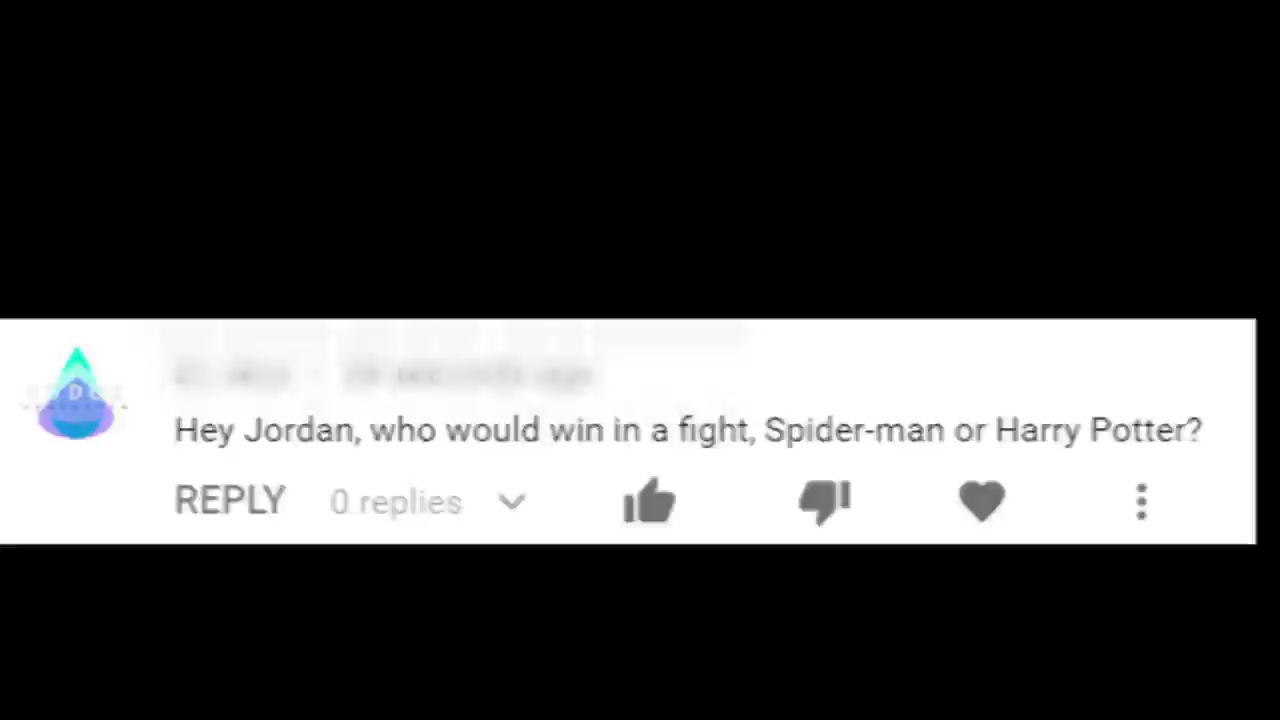 Hey Jordan, who would win in a fight, Spider-man or Harry Potter?
REPLY 0 replies